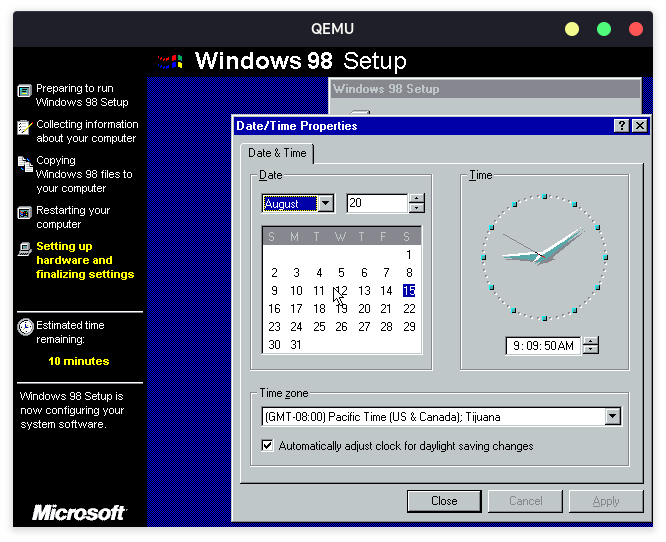 QEMU
Windows 98 Setup
Preparing to run
Windows 98 Setup
Collecting information
about your computer
Copying
Windows 98 files to
your computer
Restarting your
computer
Setting up
hardware and
finalizing settings
Estimated time
remaining:
10 minutes
Windows 98 Setup is
now configuring your
system software.
Microsoft
Windows 98 Setup
Date/Time Properties
Date & Time
Date
August
20
S M T W T F S
1
2 3 4 5 6 7 8
9 10 11 12 13 14 15
16 17 18 19 20 21 22
23 24 25 26 27 28 29
30 31
Time
9:09:50 AM
Time zone
(GMT-08:00) Pacific Time (US & Canada); Tijuana
Automatically adjust clock for daylight saving changes
Close
Cancel
Apply